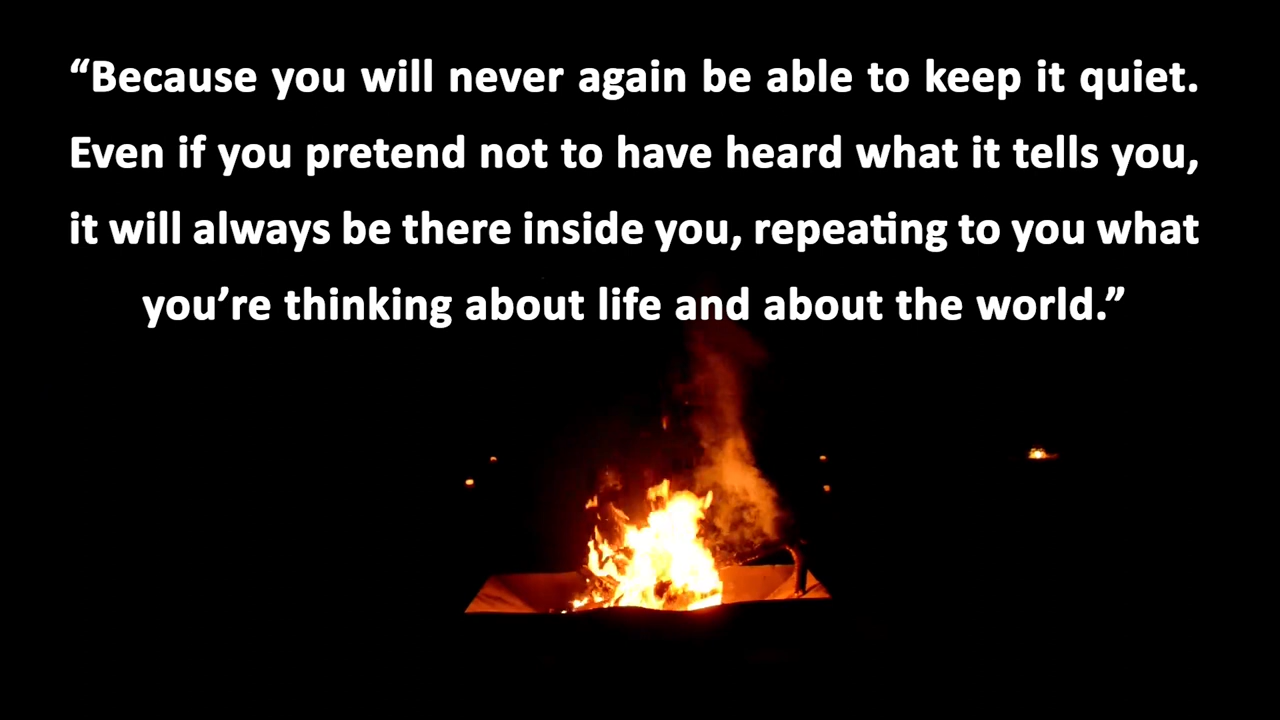 “Because you will never again be able to keep it quiet.
Even if you pretend not to have heard what it tells you,
it will always be there inside you, repeating to you what
you’re thinking about life and about the world.”